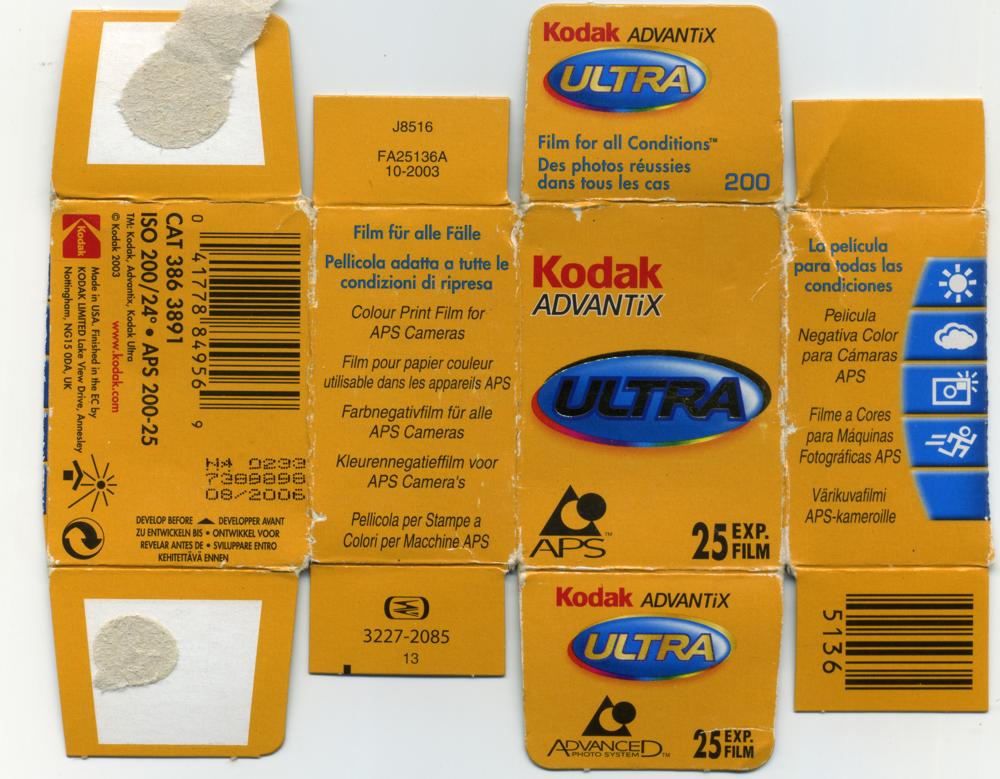 Kodak ADVANTiX
ULTRA
Film for all Conditions™
Des photos réussies
dans tous les cas
200
J8516
FA25136A
10-2003
Kodak
Made in USA. Finished in the EC by
KODAK LIMITED Lake View Drive, Annesley
Nottingham, NG15 0DA, UK
© Kodak 2003
TM: Kodak, Advantix, Kodak Ultra
www.kodak.com
ISO 200/24° • APS 200-25
CAT 386 3891
0 41778 84956 9
08/2006
DEVELOP BEFORE ▲ DEVELOPPER AVANT
ZU ENTWICKELN BIS • ONTWIKKEL VOOR
REVELAR ANTES DE • SVILUPPARE ENTRO
KEHITETTÄVÄ ENNEN
Film für alle Fälle
Pellicola adatta a tutte le
condizioni di ripresa
Colour Print Film for
APS Cameras
Film pour papier couleur
utilisable dans les appareils APS
Farbnegativfilm für alle
APS Cameras
Kleurennegatieffilm voor
APS Camera's
Pellicola per Stampe a
Colori per Macchine APS
Kodak
ADVANTiX
ULTRA
APS™
25 EXP.
FILM
La película
para todas las
condiciones
Pelicula
Negativa Color
para Cámaras
APS
Filme a Cores
para Máquinas
Fotográficas APS
Värikuvafilmi
APS-kameroille
3227-2085
13
Kodak ADVANTiX
ULTRA
ADVANCED™
PHOTO SYSTEM
25 EXP.
FILM
5136